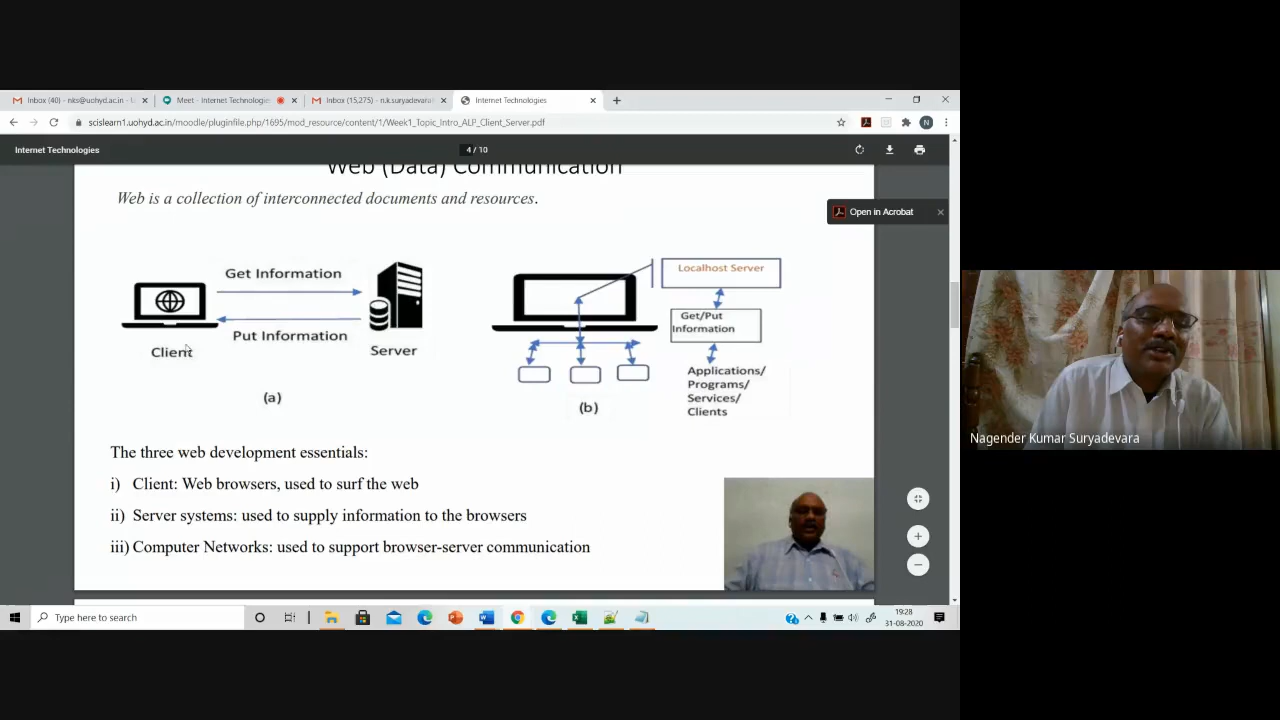 Inbox (40) - nks@uohyd.ac.in -
Meet - Internet Technologies
Inbox (15,275) - n.k.suryadevara
Internet Technologies
scislearn1.uohyd.ac.in/moodle/pluginfile.php/1695/mod_resource/content/1/Week1_Topic_Intro_ALP_Client_Server.pdf
N
Internet Technologies
4 / 10
Web (Data) Communication
Web is a collection of interconnected documents and resources.
Open in Acrobat
Get Information
Put Information
Client
Server
(a)
Localhost Server
Get/Put
Information
Applications/
Programs/
Services/
Clients
(b)
The three web development essentials:
i) Client: Web browsers, used to surf the web
ii) Server systems: used to supply information to the browsers
iii) Computer Networks: used to support browser-server communication
Nagender Kumar Suryadevara
Type here to search
19:28
31-08-2020